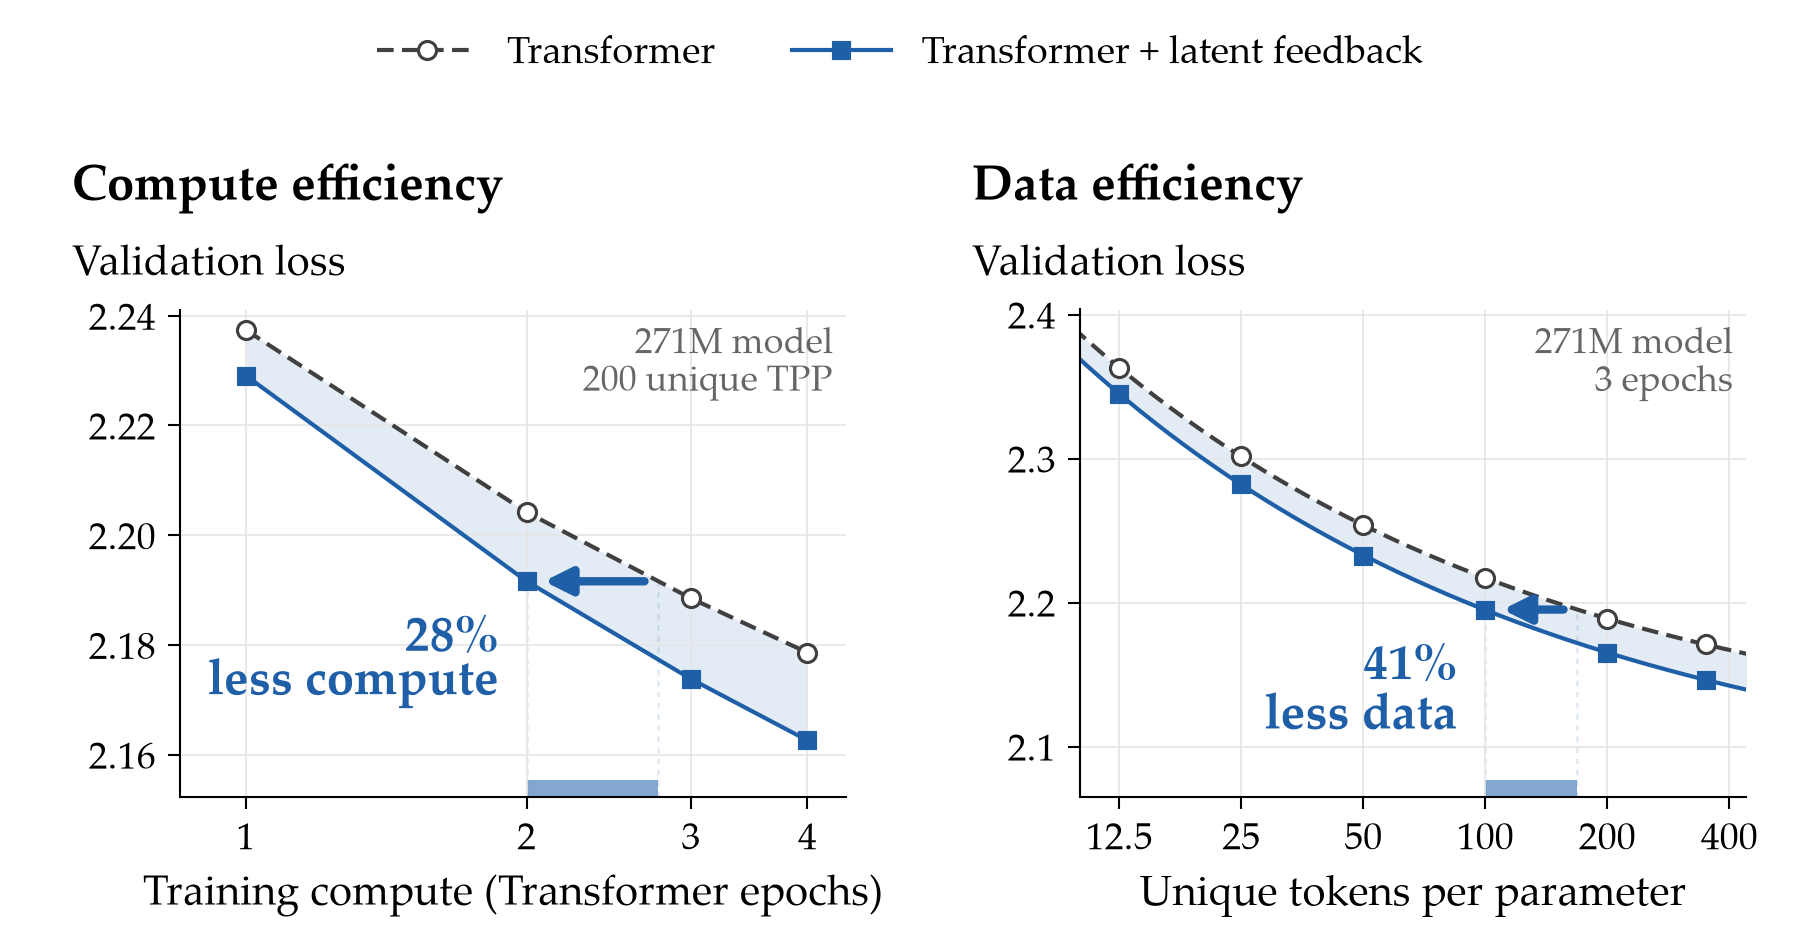 Transformer
Transformer + latent feedback
Compute efficiency
Validation loss
2.24
2.22
2.20
2.18
2.16
271M model
200 unique TPP
28%
less compute
1 2 3 4
Training compute (Transformer epochs)
Data efficiency
Validation loss
2.4
2.3
2.2
2.1
271M model
3 epochs
41%
less data
12.5 25 50 100 200 400
Unique tokens per parameter